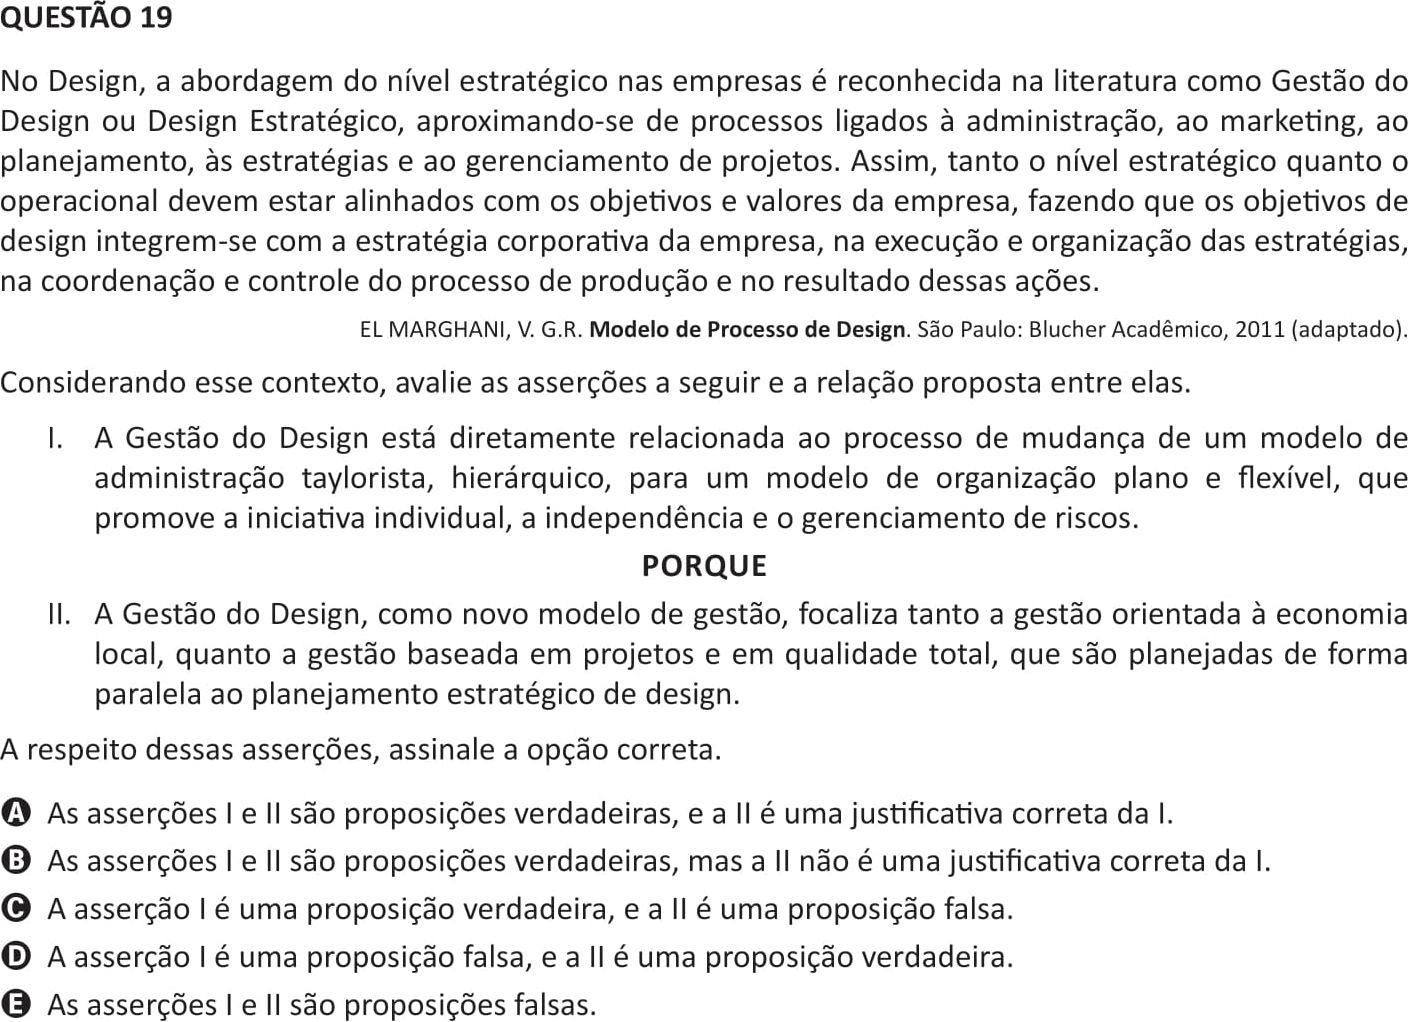 QUESTÃO 19
No Design, a abordagem do nível estratégico nas empresas é reconhecida na literatura como Gestão do
Design ou Design Estratégico, aproximando-se de processos ligados à administração, ao marketing, ao
planejamento, às estratégias e ao gerenciamento de projetos. Assim, tanto o nível estratégico quanto o
operacional devem estar alinhados com os objetivos e valores da empresa, fazendo que os objetivos de
design integrem-se com a estratégia corporativa da empresa, na execução e organização das estratégias,
na coordenação e controle do processo de produção e no resultado dessas ações.
EL MARGHANI, V. G.R. Modelo de Processo de Design. São Paulo: Blucher Acadêmico, 2011 (adaptado).
Considerando esse contexto, avalie as asserções a seguir e a relação proposta entre elas.
I. A Gestão do Design está diretamente relacionada ao processo de mudança de um modelo de
administração taylorista, hierárquico, para um modelo de organização plano e flexível, que
promove a iniciativa individual, a independência e o gerenciamento de riscos.
PORQUE
II. A Gestão do Design, como novo modelo de gestão, focaliza tanto a gestão orientada à economia
local, quanto a gestão baseada em projetos e em qualidade total, que são planejadas de forma
paralela ao planejamento estratégico de design.
A respeito dessas asserções, assinale a opção correta.
A As asserções I e II são proposições verdadeiras, e a II é uma justificativa correta da I.
B As asserções I e II são proposições verdadeiras, mas a II não é uma justificativa correta da I.
C A asserção I é uma proposição verdadeira, e a II é uma proposição falsa.
D A asserção I é uma proposição falsa, e a II é uma proposição verdadeira.
E As asserções I e II são proposições falsas.